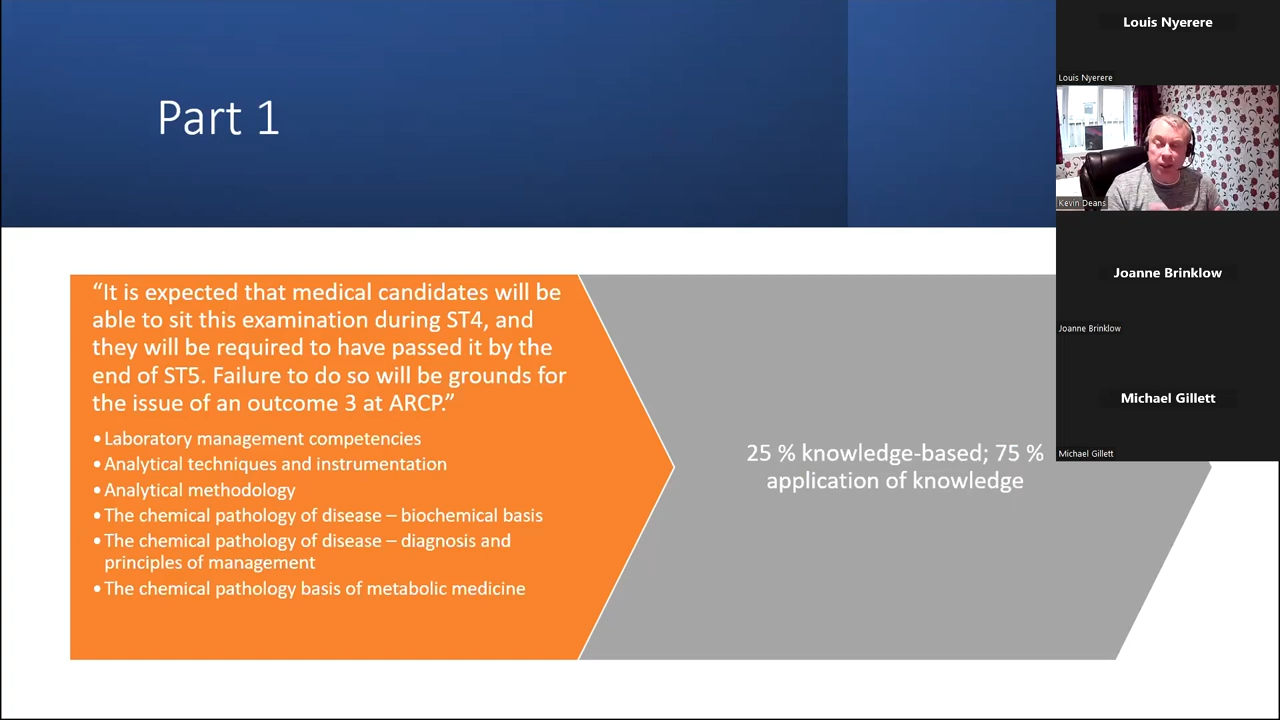 Part 1
“It is expected that medical candidates will be
able to sit this examination during ST4, and
they will be required to have passed it by the
end of ST5. Failure to do so will be grounds for
the issue of an outcome 3 at ARCP.”
•Laboratory management competencies
•Analytical techniques and instrumentation
•Analytical methodology
•The chemical pathology of disease – biochemical basis
•The chemical pathology of disease – diagnosis and
principles of management
•The chemical pathology basis of metabolic medicine
25 % knowledge-based; 75 %
application of knowledge
Louis Nyerere
Louis Nyerere
Kevin Deans
Joanne Brinklow
Joanne Brinklow
Michael Gillett
Michael Gillett